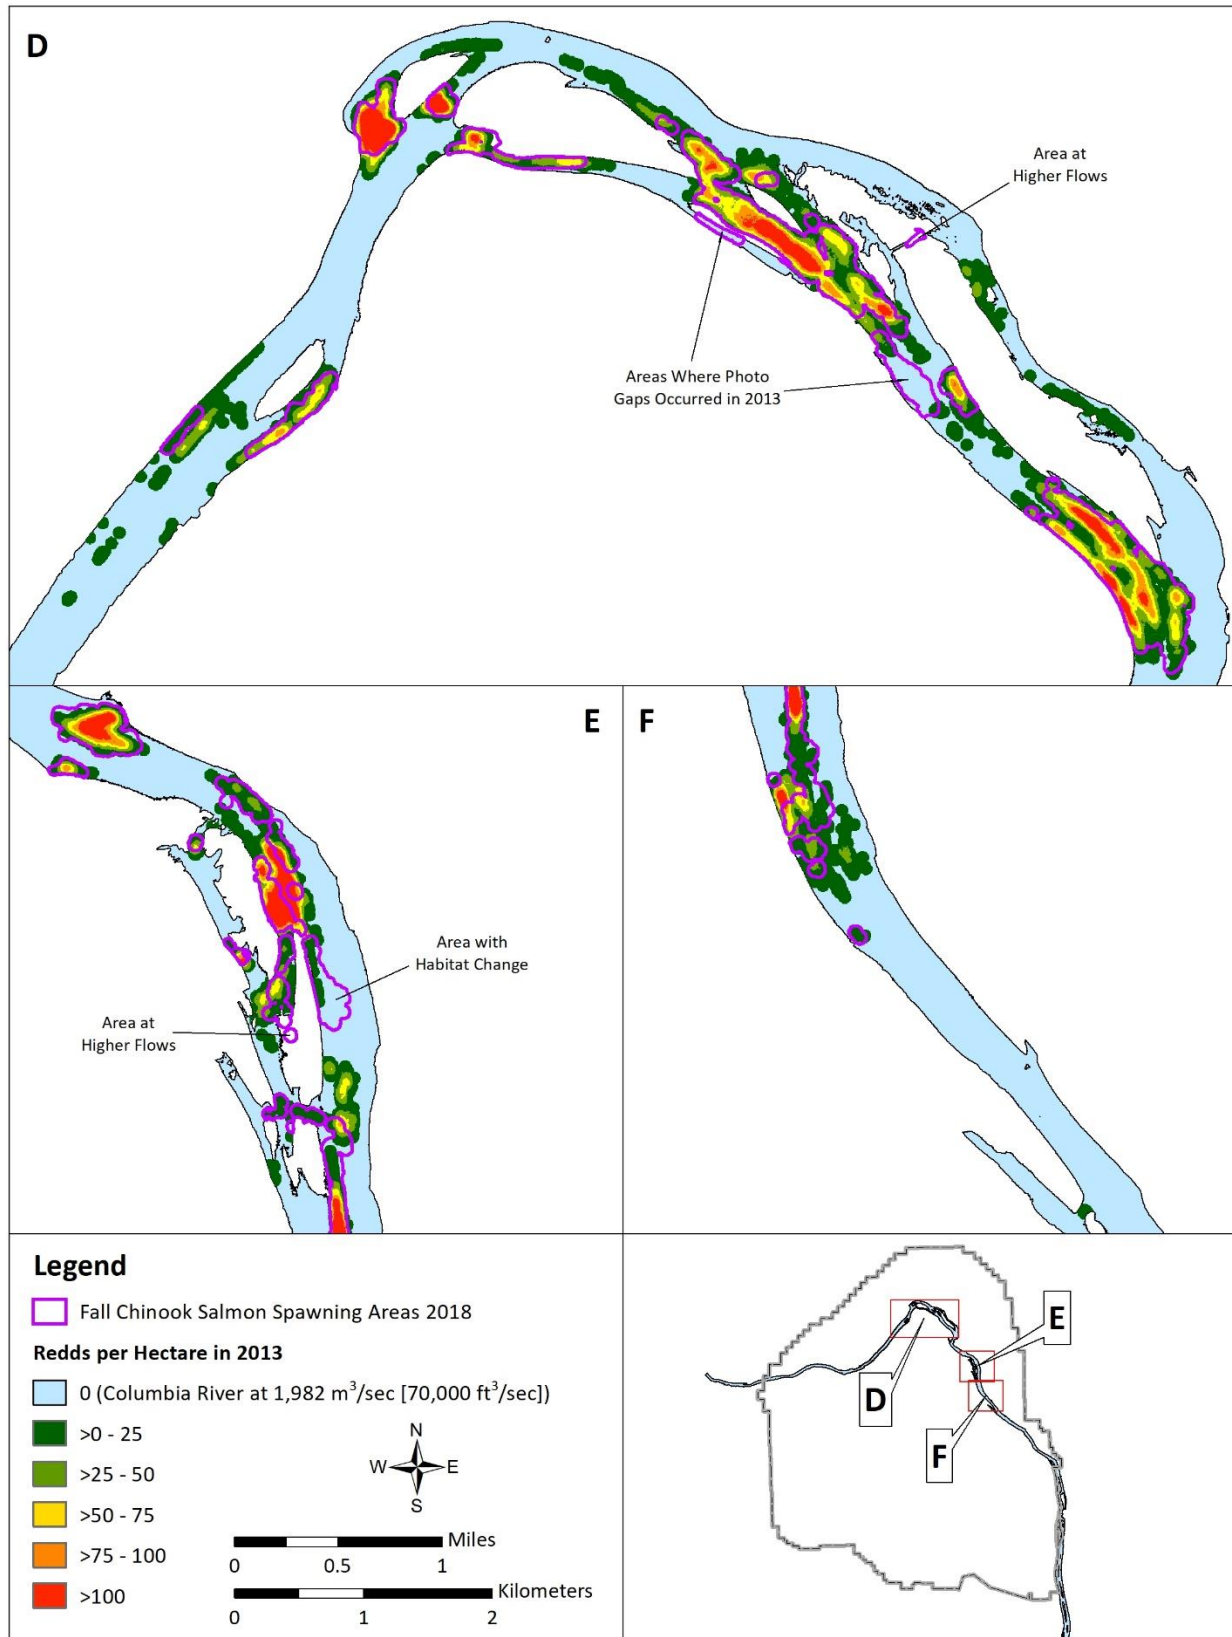 D
Area at
Higher Flows
Areas Where Photo
Gaps Occurred in 2013
E
F
Area with
Habitat Change
Area at
Higher Flows
Legend
Fall Chinook Salmon Spawning Areas 2018
Redds per Hectare in 2013
0 (Columbia River at 1,982 m³/sec [70,000 ft³/sec])
>0 - 25
>25 - 50
>50 - 75
>75 - 100
>100
N
W E
S
Miles
0 0.5 1
Kilometers
0 1 2
E
D
F